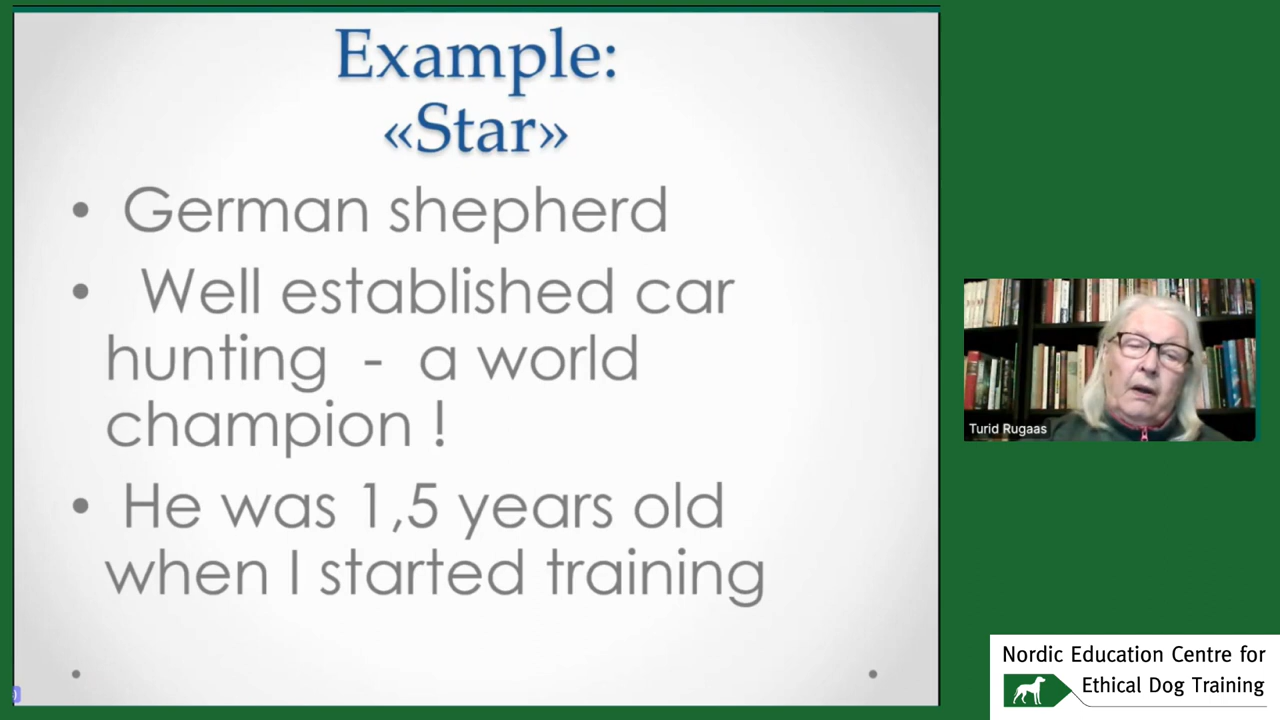 Example:
«Star»
• German shepherd
• Well established car
hunting - a world
champion !
• He was 1,5 years old
when I started training
Turid Rugaas
Nordic Education Centre for
Ethical Dog Training